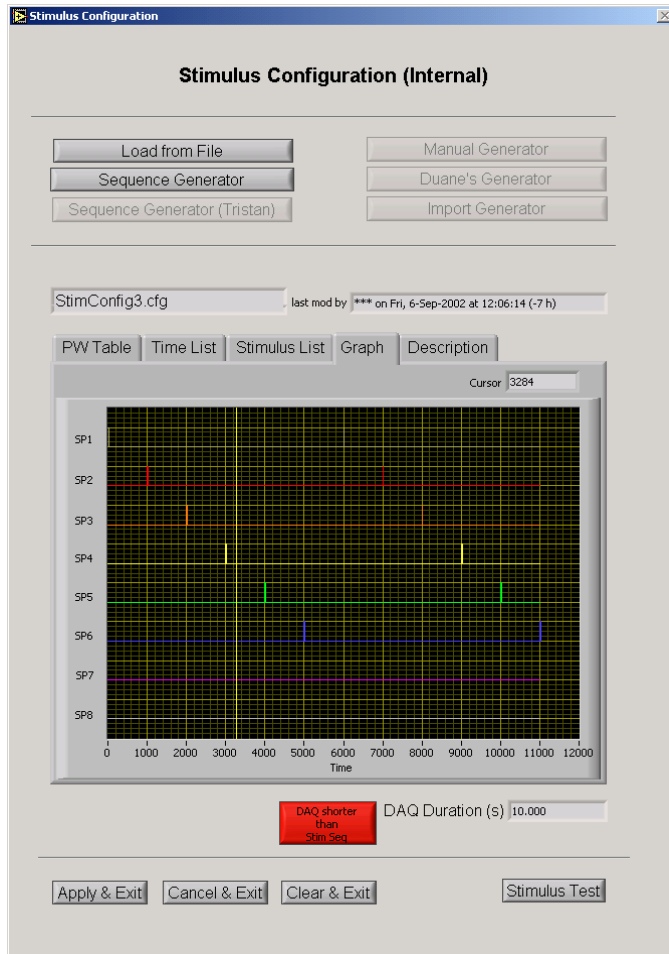 Stimulus Configuration
Stimulus Configuration (Internal)
Load from File
Manual Generator
Sequence Generator
Duane's Generator
Sequence Generator (Tristan)
Import Generator
StimConfig3.cfg
last mod by *** on Fri, 6-Sep-2002 at 12:06:14 (-7 h)
PW Table Time List Stimulus List Graph Description
Cursor 3284
SP1
SP2
SP3
SP4
SP5
SP6
SP7
SP8
0 1000 2000 3000 4000 5000 6000 7000 8000 9000 10000 11000 12000
Time
DAQ shorter
than
Stim Seq
DAQ Duration (s) 10.000
Apply & Exit Cancel & Exit Clear & Exit Stimulus Test